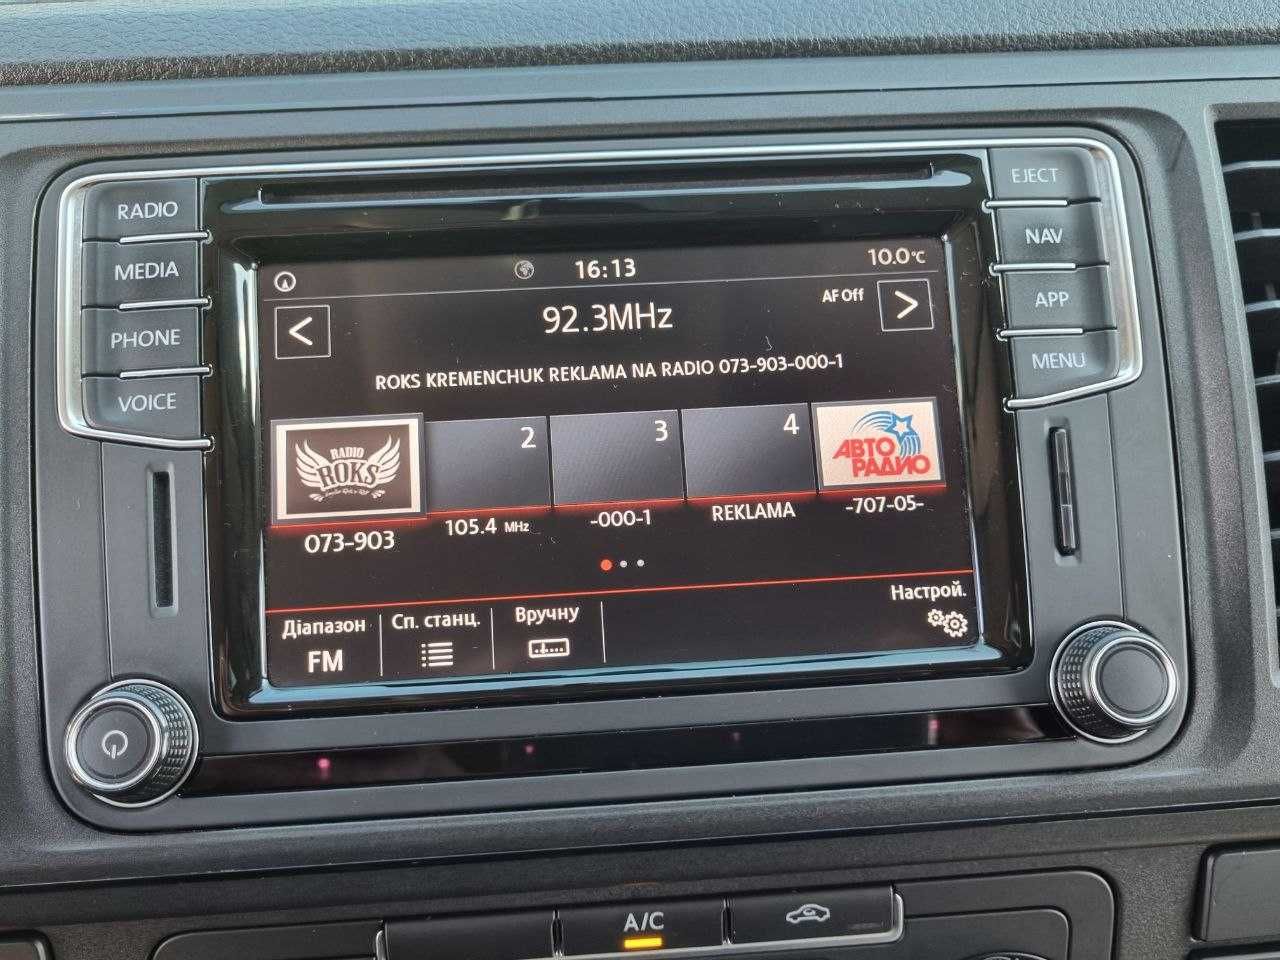 RADIO
MEDIA
PHONE
VOICE
EJECT
NAV
APP
MENU
16:13
10.0°C
<
92.3MHz
AF Off
>
ROKS KREMENCHUK REKLAMA NA RADIO 073-903-000-1
RADIO
ROKS
2
3
4
АВТО
РАДИО
073-903
105.4 MHz
-000-1
REKLAMA
-707-05-
Діапазон
FM
Сп. станц.
Вручну
Настрой.
A/C